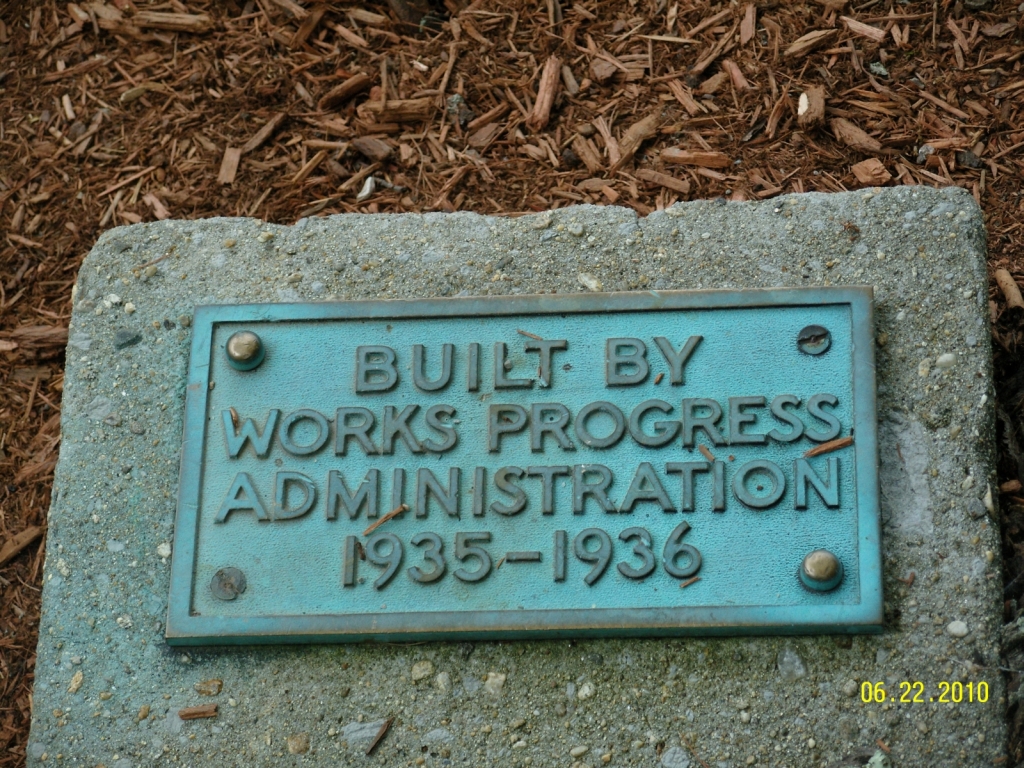 BUILT BY
WORKS PROGRESS
ADMINISTRATION
1935–1936
06.22.2010